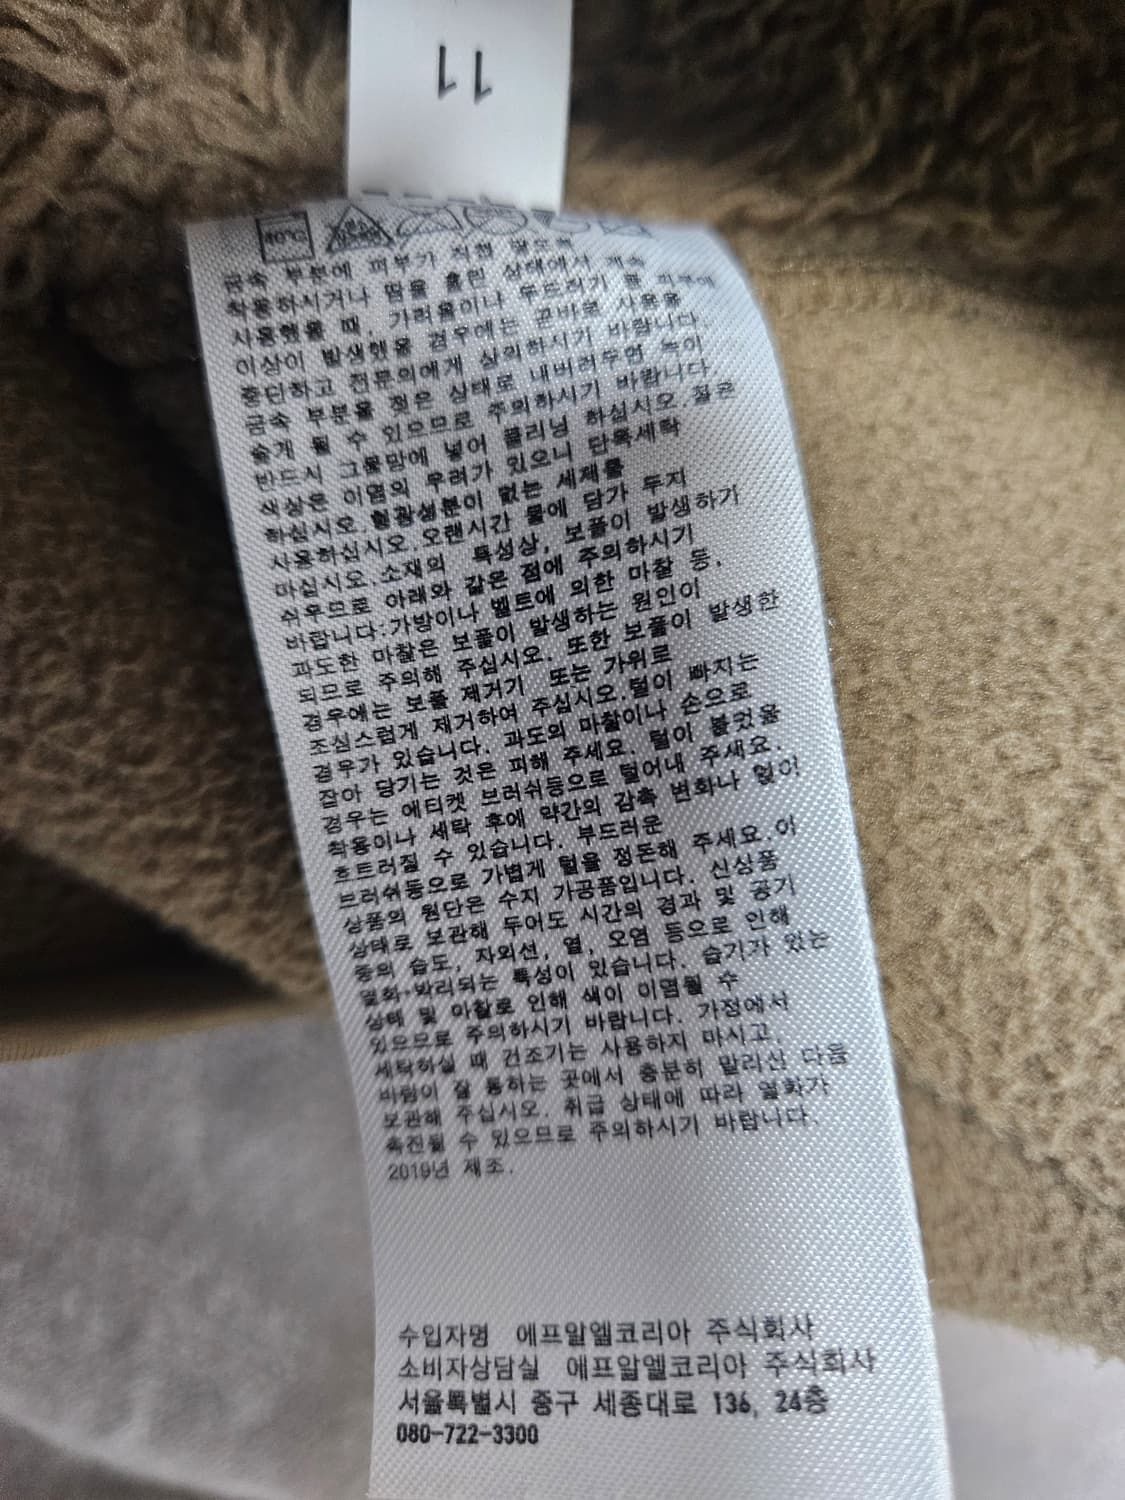 11
40℃
금속 부분에 피부가 직접 닿도록
착용하시거나 땀을 흘린 상태에서 계속
사용했을 때, 가려움이나 두드러기 등 피부에
이상이 발생했을 경우에는 곧바로 사용을
중단하고 전문의에게 상의하시기 바랍니다.
금속 부분을 젖은 상태로 내버려두면 녹이
슬게 될 수 있으므로 주의하시기 바랍니다.
반드시 그물망에 넣어 클리닝 하십시오 짙은
색상은 이염의 우려가 있으니 단독세탁
하십시오.형광성분이 없는 세제를
사용하십시오.오랜시간 물에 담가 두지
마십시오.소재의 특성상, 보풀이 발생하기
쉬우므로 아래와 같은 점에 주의하시기
바랍니다:가방이나 벨트에 의한 마찰 등,
과도한 마찰은 보풀이 발생하는 원인이
되므로 주의해 주십시오. 또한 보풀이 발생한
경우에는 보풀 제거기 또는 가위로
조심스럽게 제거하여 주십시오.털이 빠지는
경우가 있습니다. 과도의 마찰이나 손으로
잡아 당기는 것은 피해 주세요. 털이 붙었을
경우는 에티켓 브러쉬등으로 털어내 주세요.
착용이나 세탁 후에 약간의 감촉 변화나 털이
흐트러질 수 있습니다. 부드러운
브러쉬등으로 가볍게 털을 정돈해 주세요.이
상품의 원단은 수지 가공품입니다. 신상품
상태로 보관해 두어도 시간의 경과 및 공기
중의 습도, 자외선, 열, 오염 등으로 인해
열화·박리되는 특성이 있습니다. 습기가 있는
상태 및 마찰로 인해 색이 이염될 수
있으므로 주의하시기 바랍니다. 가정에서
세탁하실 때 건조기는 사용하지 마시고,
바람이 잘 통하는 곳에서 충분히 말리신 다음
보관해 주십시오. 취급 상태에 따라 열화가
촉진될 수 있으므로 주의하시기 바랍니다.
2019년 제조.
수입자명 에프알엘코리아 주식회사
소비자상담실 에프알엘코리아 주식회사
서울특별시 중구 세종대로 136, 24층
080-722-3300